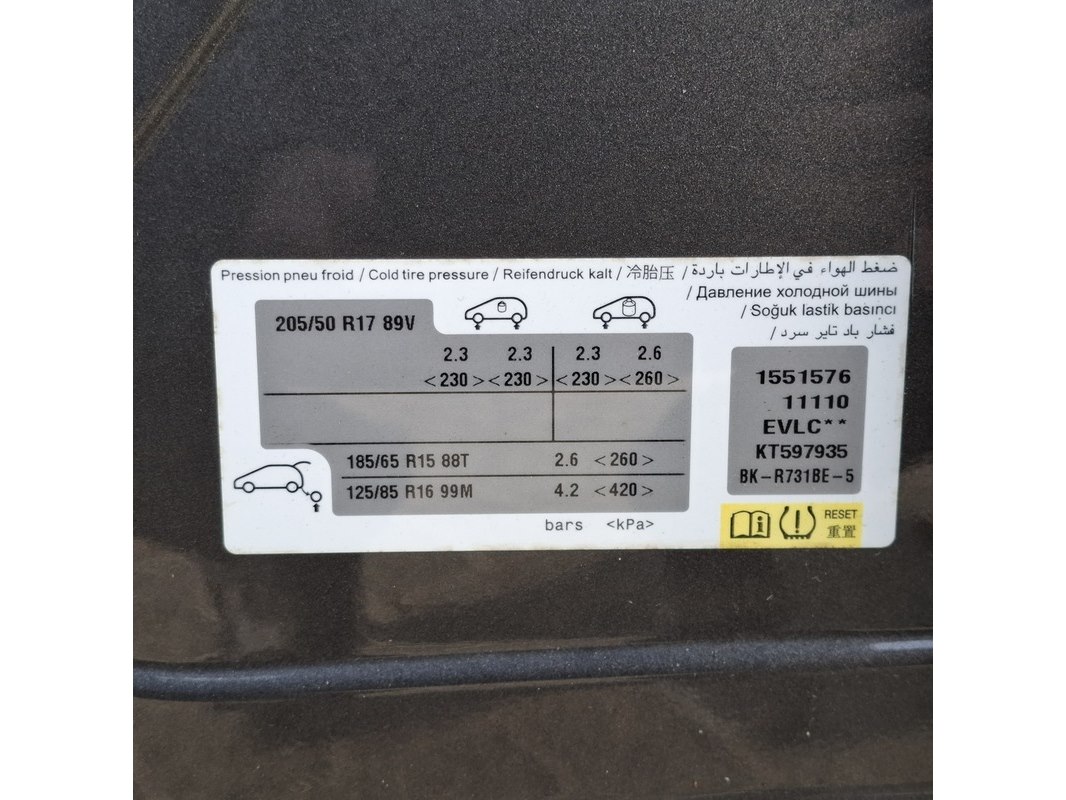 Pression pneu froid / Cold tire pressure / Reifendruck kalt / 冷胎压 / ضغط الهواء في الإطارات باردة
/ Давление холодной шины
/ Soğuk lastik basıncı
/ فشار باد تایر سرد
205/50 R17 89V
2.3 2.3 2.3 2.6
<230> <230> <230> <260>
185/65 R15 88T 2.6 <260>
125/85 R16 99M 4.2 <420>
bars <kPa>
1551576
11110
EVLC**
KT597935
BK-R731BE-5
RESET
重置